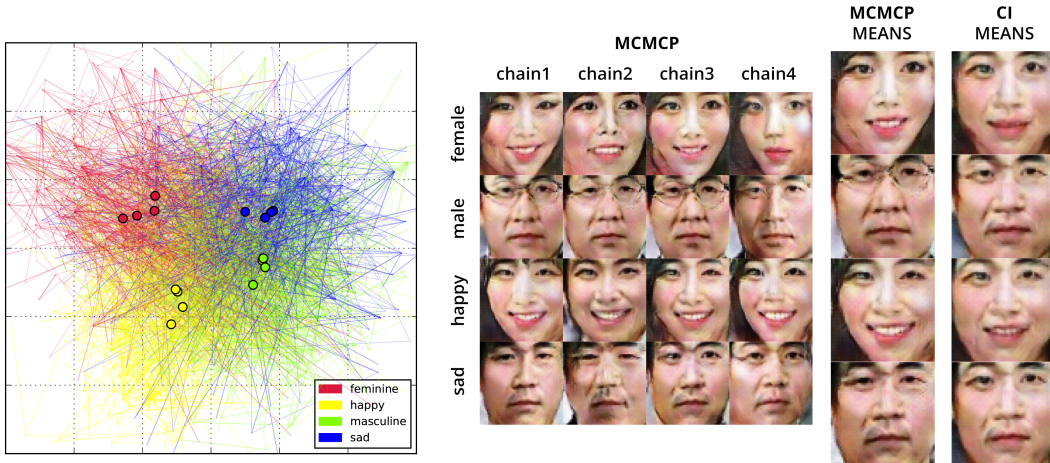 feminine
happy
masculine
sad
MCMCP
chain1 chain2 chain3 chain4
female
male
happy
sad
MCMCP
MEANS
CI
MEANS